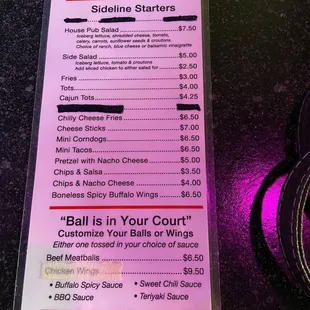 Sideline Starters
House Pub Salad $7.50
Iceberg lettuce, shredded cheese, tomato,
celery, carrots, sunflower seeds & croutons.
Choice of ranch, blue cheese or balsamic vinaigrette
Side Salad $5.00
Iceberg lettuce, tomato & croutons
Add sliced chicken to either salad for $2.50
Fries $3.00
Tots $4.00
Cajun Tots $4.25
Chilly Cheese Fries $6.50
Cheese Sticks $7.00
Mini Corndogs $6.50
Mini Tacos $6.50
Pretzel with Nacho Cheese $5.00
Chips & Salsa $3.50
Chips & Nacho Cheese $4.00
Boneless Spicy Buffalo Wings $6.50
"Ball is in Your Court"
Customize Your Balls or Wings
Either one tossed in your choice of sauce
Beef Meatballs $6.50
Chicken Wings $9.50
• Buffalo Spicy Sauce • Sweet Chili Sauce
• BBQ Sauce • Teriyaki Sauce